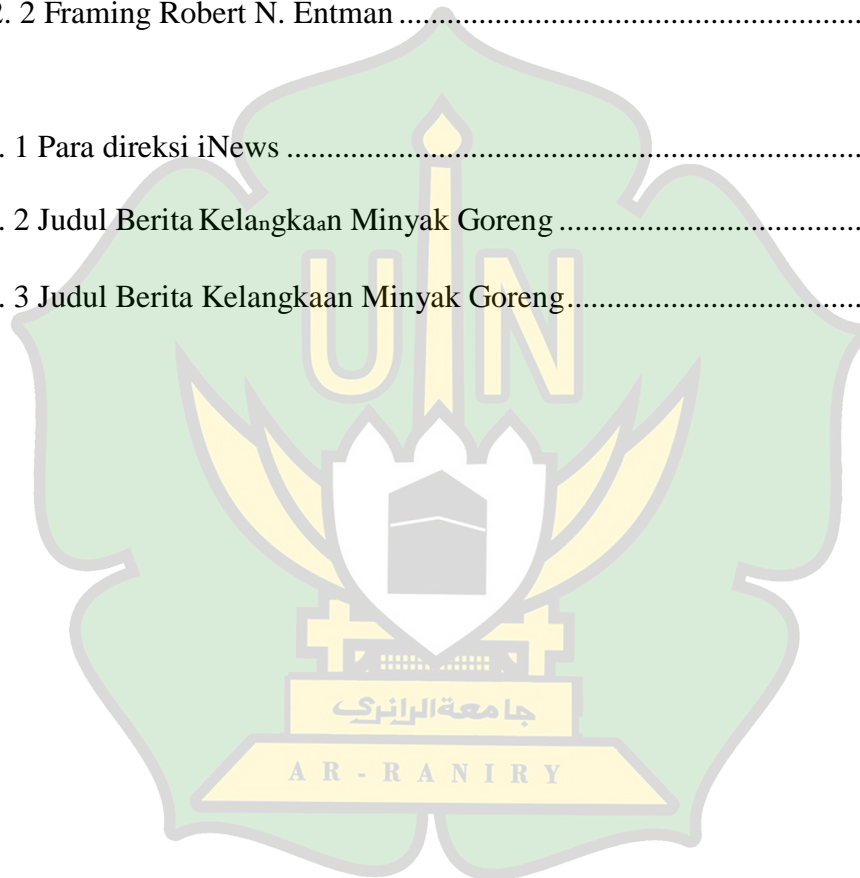 2. 2 Framing Robert N. Entman ........................................................
. 1 Para direksi iNews ......................................................................
. 2 Judul Berita Kelangkaan Minyak Goreng .....................................
. 3 Judul Berita Kelangkaan Minyak Goreng....................................
UIN
جامعة الرانري
AR-RANIRY